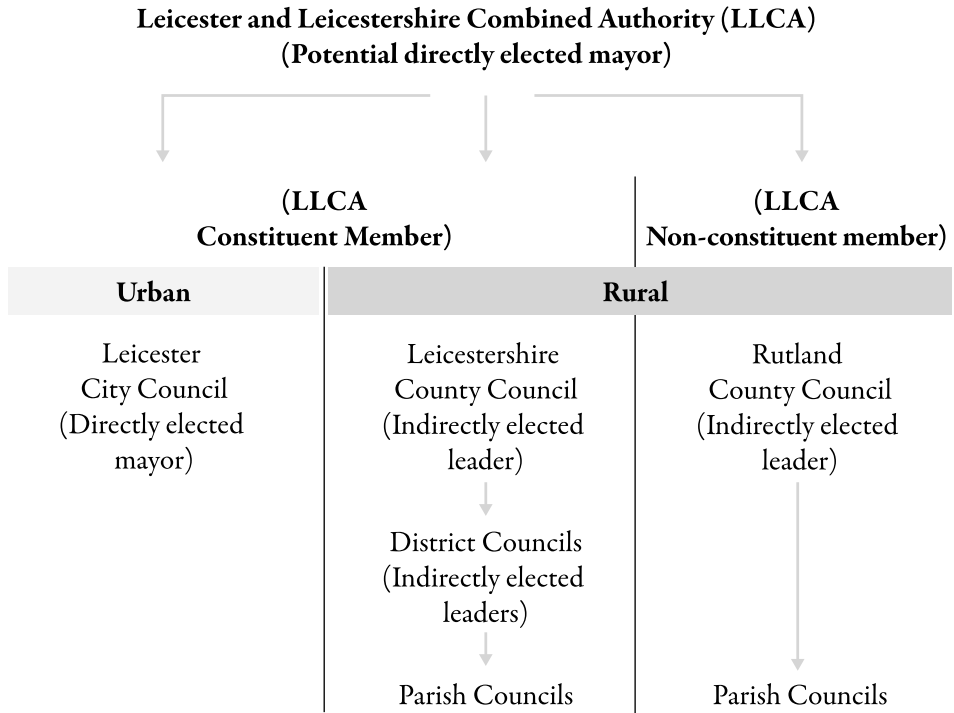 Leicester and Leicestershire Combined Authority (LLCA)
(Potential directly elected mayor)
(LLCA
Constituent Member)
(LLCA
Non-constituent member)
Urban
Rural
Leicester
City Council
(Directly elected
mayor)
Leicestershire
County Council
(Indirectly elected
leader)
Rutland
County Council
(Indirectly elected
leader)
District Councils
(Indirectly elected
leaders)
Parish Councils
Parish Councils